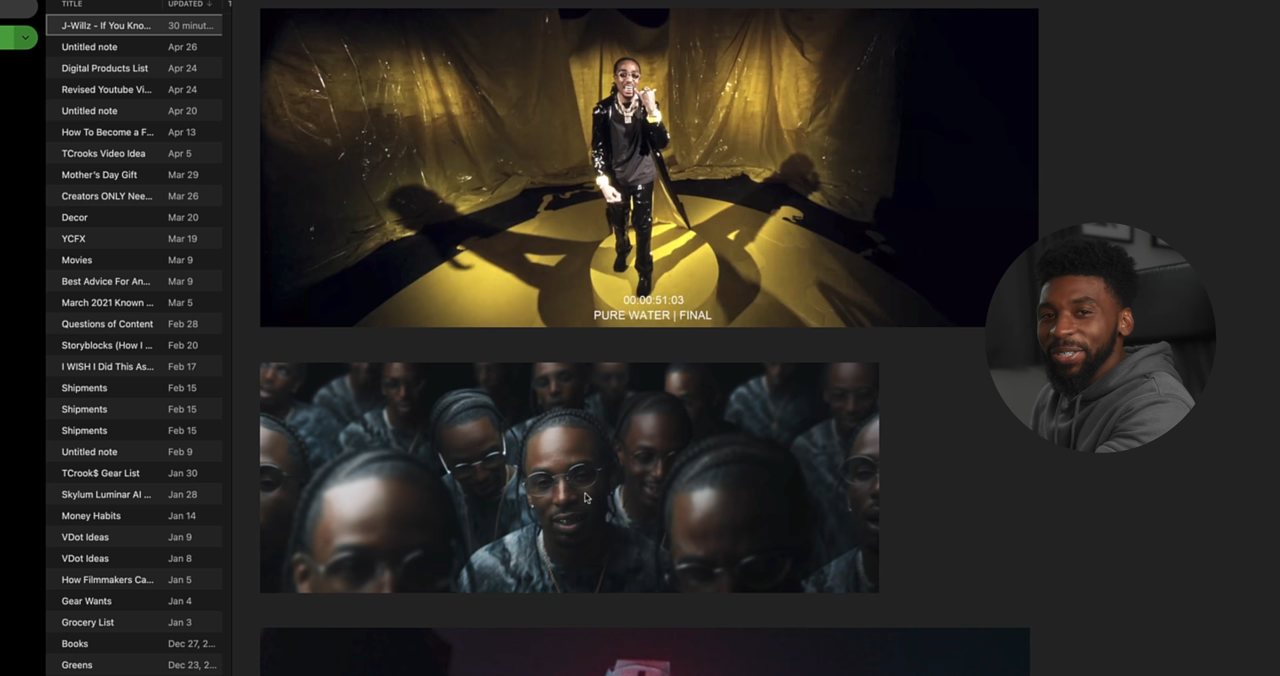 TITLE UPDATED
J-Willz - If You Kno... 30 minut...
Untitled note Apr 26
Digital Products List Apr 24
Revised Youtube Vi... Apr 24
Untitled note Apr 20
How To Become a F... Apr 13
TCrooks Video Idea Apr 5
Mother's Day Gift Mar 29
Creators ONLY Nee... Mar 26
Decor Mar 20
YCFX Mar 19
Movies Mar 9
Best Advice For An... Mar 9
March 2021 Known ... Mar 5
Questions of Content Feb 28
Storyblocks (How I ... Feb 20
I WISH I Did This As... Feb 17
Shipments Feb 15
Shipments Feb 15
Shipments Feb 15
Untitled note Feb 9
TCrook$ Gear List Jan 30
Skylum Luminar AI ... Jan 28
Money Habits Jan 14
VDot Ideas Jan 9
VDot Ideas Jan 8
How Filmmakers Ca... Jan 5
Gear Wants Jan 4
Grocery List Jan 3
Books Dec 27, 2...
Greens Dec 23, 2...
00:00:51:03
PURE WATER | FINAL